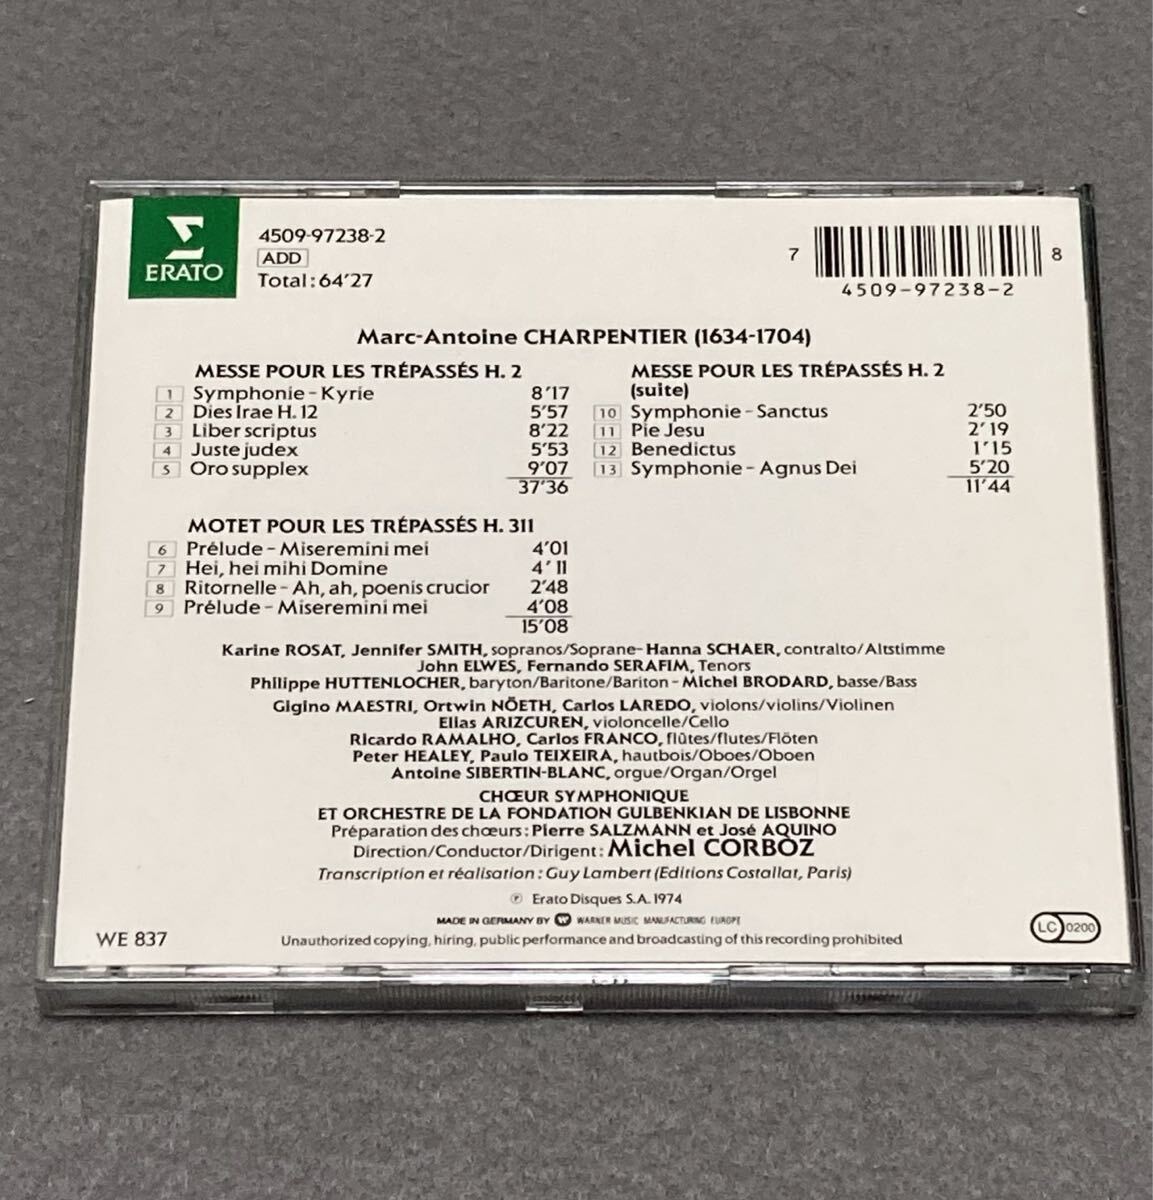 ERATO
4509-97238-2
ADD
Total: 64'27
7 8
4509-97238-2
Marc-Antoine CHARPENTIER (1634-1704)
MESSE POUR LES TRÉPASSÉS H. 2
1 Symphonie - Kyrie 8'17
2 Dies Irae H. 12 5'57
3 Liber scriptus 8'22
4 Juste judex 5'53
5 Oro supplex 9'07
37'36
MOTET POUR LES TRÉPASSÉS H. 311
6 Prélude - Miseremini mei 4'01
7 Hei, hei mihi Domine 4'11
8 Ritornelle - Ah, ah, poenis crucior 2'48
9 Prélude - Miseremini mei 4'08
15'08
MESSE POUR LES TRÉPASSÉS H. 2
(suite)
10 Symphonie - Sanctus 2'50
11 Pie Jesu 2'19
12 Benedictus 1'15
13 Symphonie - Agnus Dei 5'20
11'44
Karine ROSAT, Jennifer SMITH, sopranos/Soprane - Hanna SCHAER, contralto/Altstimme
John ELWES, Fernando SERAFIM, Tenors
Philippe HUTTENLOCHER, baryton/Baritone/Bariton - Michel BRODARD, basse/Bass
Gigino MAESTRI, Ortwin NÖETH, Carlos LAREDO, violons/violins/Violinen
Elias ARIZCUREN, violoncelle/Cello
Ricardo RAMALHO, Carlos FRANCO, flûtes/flutes/Flöten
Peter HEALEY, Paulo TEIXEIRA, hautbois/Oboes/Oboen
Antoine SIBERTIN-BLANC, orgue/Organ/Orgel
CHŒUR SYMPHONIQUE
ET ORCHESTRE DE LA FONDATION GULBENKIAN DE LISBONNE
Préparation des chœurs: Pierre SALZMANN et José AQUINO
Direction/Conductor/Dirigent: Michel CORBOZ
Transcription et réalisation: Guy Lambert (Editions Costallat, Paris)
℗ Erato Disques S.A. 1974
MADE IN GERMANY BY WARNER MUSIC MANUFACTURING EUROPE
WE 837
Unauthorized copying, hiring, public performance and broadcasting of this recording prohibited
LC 0200